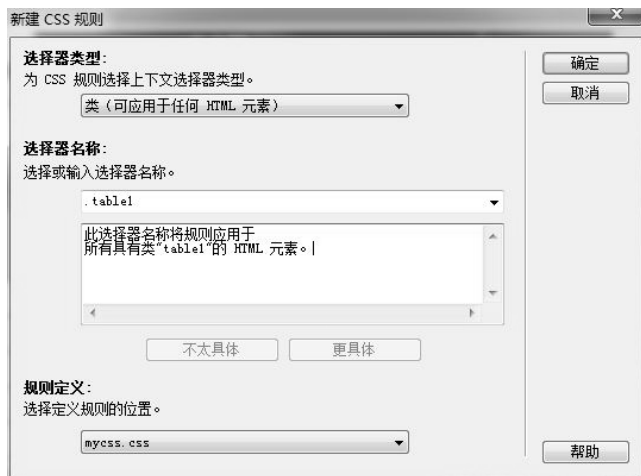 新建 CSS 规则
选择器类型:
为 CSS 规则选择上下文选择器类型。
类(可应用于任何 HTML 元素)
确定
取消
选择器名称:
选择或输入选择器名称。
.table1
此选择器名称将规则应用于
所有具有类“table1”的 HTML 元素。
不太具体
更具体
规则定义:
选择定义规则的位置。
mycss.css
帮助